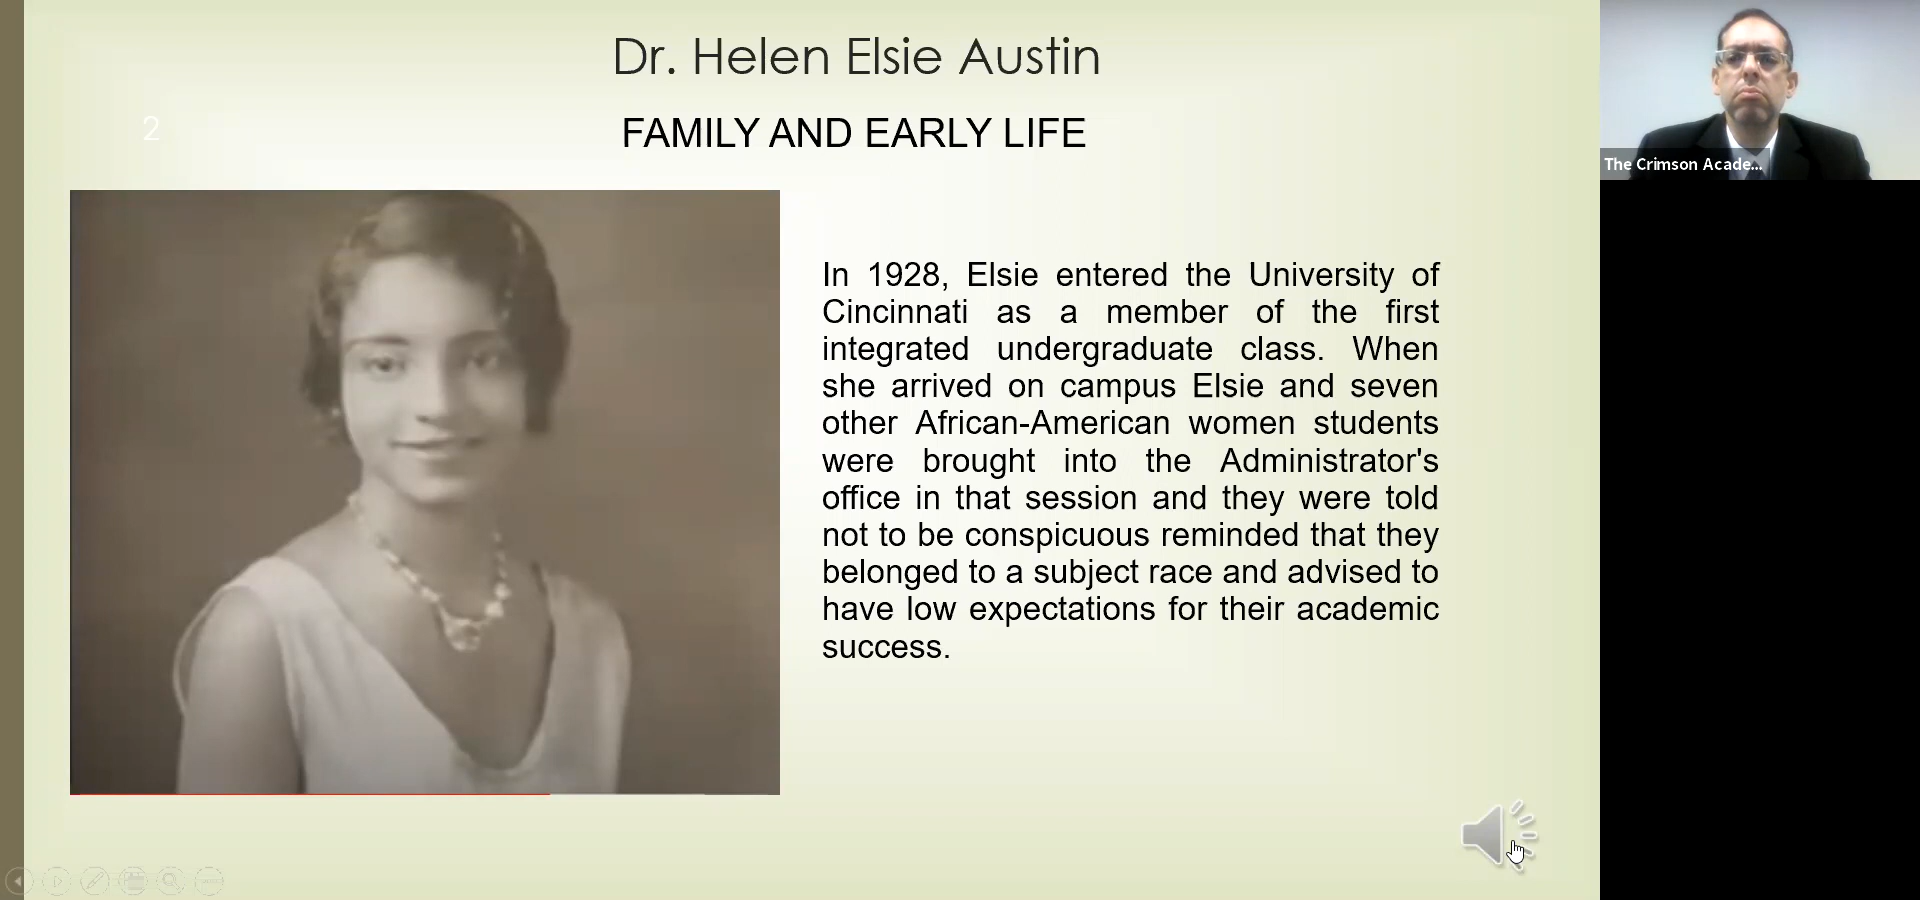 Dr. Helen Elsie Austin
2
FAMILY AND EARLY LIFE
The Crimson Acade...
In 1928, Elsie entered the University of
Cincinnati as a member of the first
integrated undergraduate class. When
she arrived on campus Elsie and seven
other African-American women students
were brought into the Administrator's
office in that session and they were told
not to be conspicuous reminded that they
belonged to a subject race and advised to
have low expectations for their academic
success.